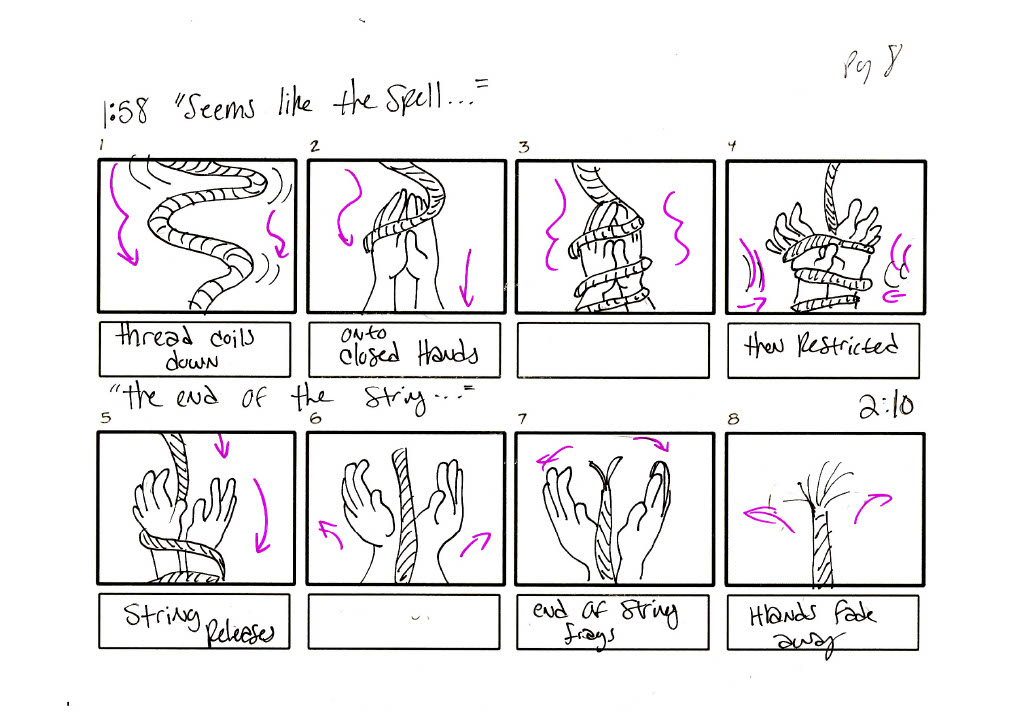 Pg 8
1:58 "Seems like the Spell..."
1 2 3 4
thread coils
down
onto
closed Hands
then Restricted
"the end of the string..."
2:10
5 6 7 8
String
Releases
end of string
frays
Hands fade
away